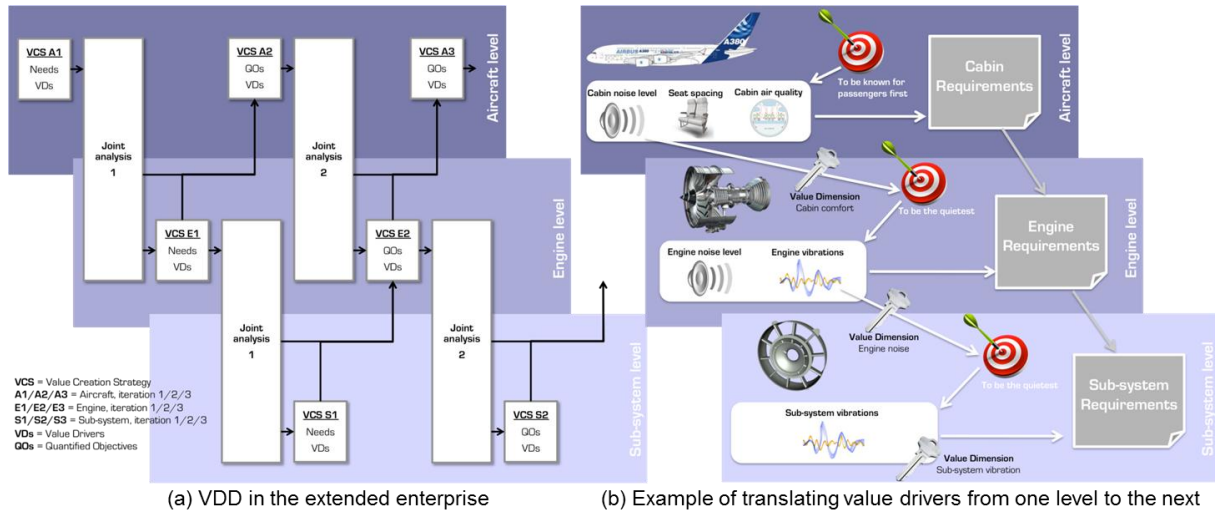 VCS A1
Needs
VDs
Joint
analysis
1
VCS A2
QOs
VDs
Joint
analysis
2
VCS A3
QOs
VDs
Aircraft level
VCS E1
Needs
VDs
Joint
analysis
1
VCS E2
QOs
VDs
Joint
analysis
2
Engine level
VCS S1
Needs
VDs
VCS S2
QOs
VDs
Sub-system level
VCS = Value Creation Strategy
A1/A2/A3 = Aircraft, iteration 1/2/3
E1/E2/E3 = Engine, iteration 1/2/3
S1/S2/S3 = Sub-system, iteration 1/2/3
VDs = Value Drivers
QOs = Quantified Objectives
(a) VDD in the extended enterprise
AIRBUS A380
A380
To be known for
passengers first
Cabin noise level
Seat spacing
Cabin air quality
Cabin
Requirements
Aircraft level
Value Dimension
Cabin comfort
To be the quietest
Engine noise level
Engine vibrations
Engine
Requirements
Engine level
Value Dimension
Engine noise
To be the quietest
Sub-system vibrations
Sub-system
Requirements
Value Dimension
Sub-system vibration
Sub-system level
(b) Example of translating value drivers from one level to the next